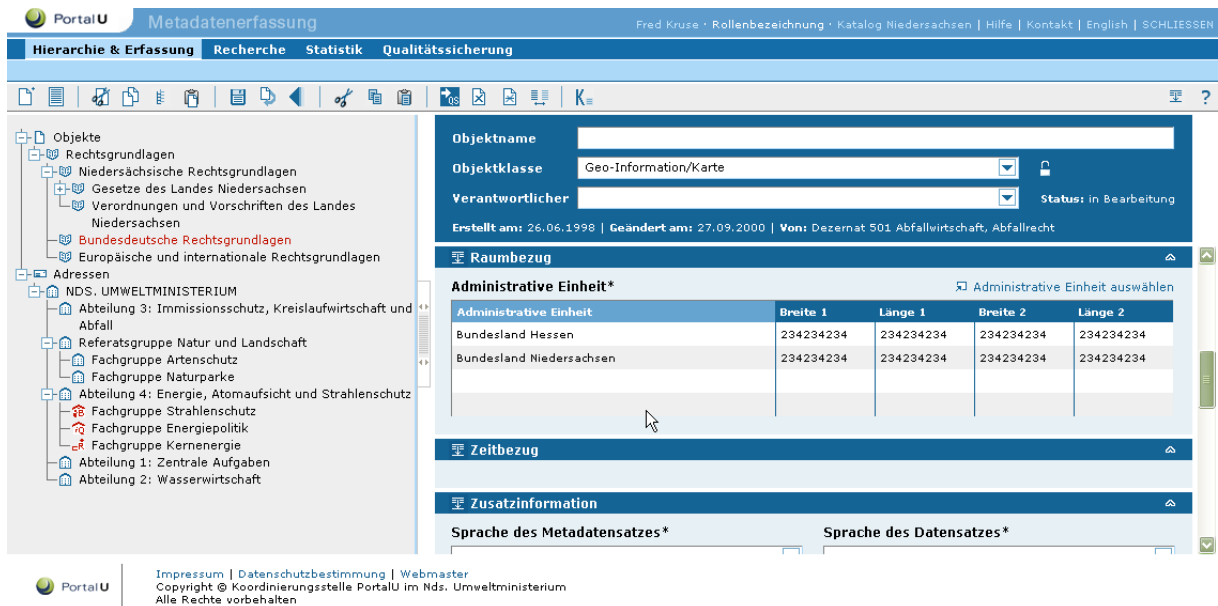 PortalU Metadatenerfassung Fred Kruse · Rollenbezeichnung · Katalog Niedersachsen | Hilfe | Kontakt | English | SCHLIESSEN
Hierarchie & Erfassung Recherche Statistik Qualitätssicherung
QS K ?
Objekte
Rechtsgrundlagen
Niedersächsische Rechtsgrundlagen
Gesetze des Landes Niedersachsen
Verordnungen und Vorschriften des Landes
Niedersachsen
Bundesdeutsche Rechtsgrundlagen
Europäische und internationale Rechtsgrundlagen
Adressen
NDS. UMWELTMINISTERIUM
Abteilung 3: Immissionsschutz, Kreislaufwirtschaft und
Abfall
Referatsgruppe Natur und Landschaft
Fachgruppe Artenschutz
Fachgruppe Naturparke
Abteilung 4: Energie, Atomaufsicht und Strahlenschutz
Fachgruppe Strahlenschutz
Fachgruppe Energiepolitik
Fachgruppe Kernenergie
Abteilung 1: Zentrale Aufgaben
Abteilung 2: Wasserwirtschaft
Objektname
Objektklasse Geo-Information/Karte
Verantwortlicher Status: in Bearbeitung
Erstellt am: 26.06.1998 | Geändert am: 27.09.2000 | Von: Dezernat 501 Abfallwirtschaft, Abfallrecht
Raumbezug
Administrative Einheit* Administrative Einheit auswählen
Administrative Einheit Breite 1 Länge 1 Breite 2 Länge 2
Bundesland Hessen 234234234 234234234 234234234 234234234
Bundesland Niedersachsen 234234234 234234234 234234234 234234234
Zeitbezug
Zusatzinformation
Sprache des Metadatensatzes* Sprache des Datensatzes*
PortalU
Impressum | Datenschutzbestimmung | Webmaster
Copyright © Koordinierungsstelle PortalU im Nds. Umweltministerium
Alle Rechte vorbehalten